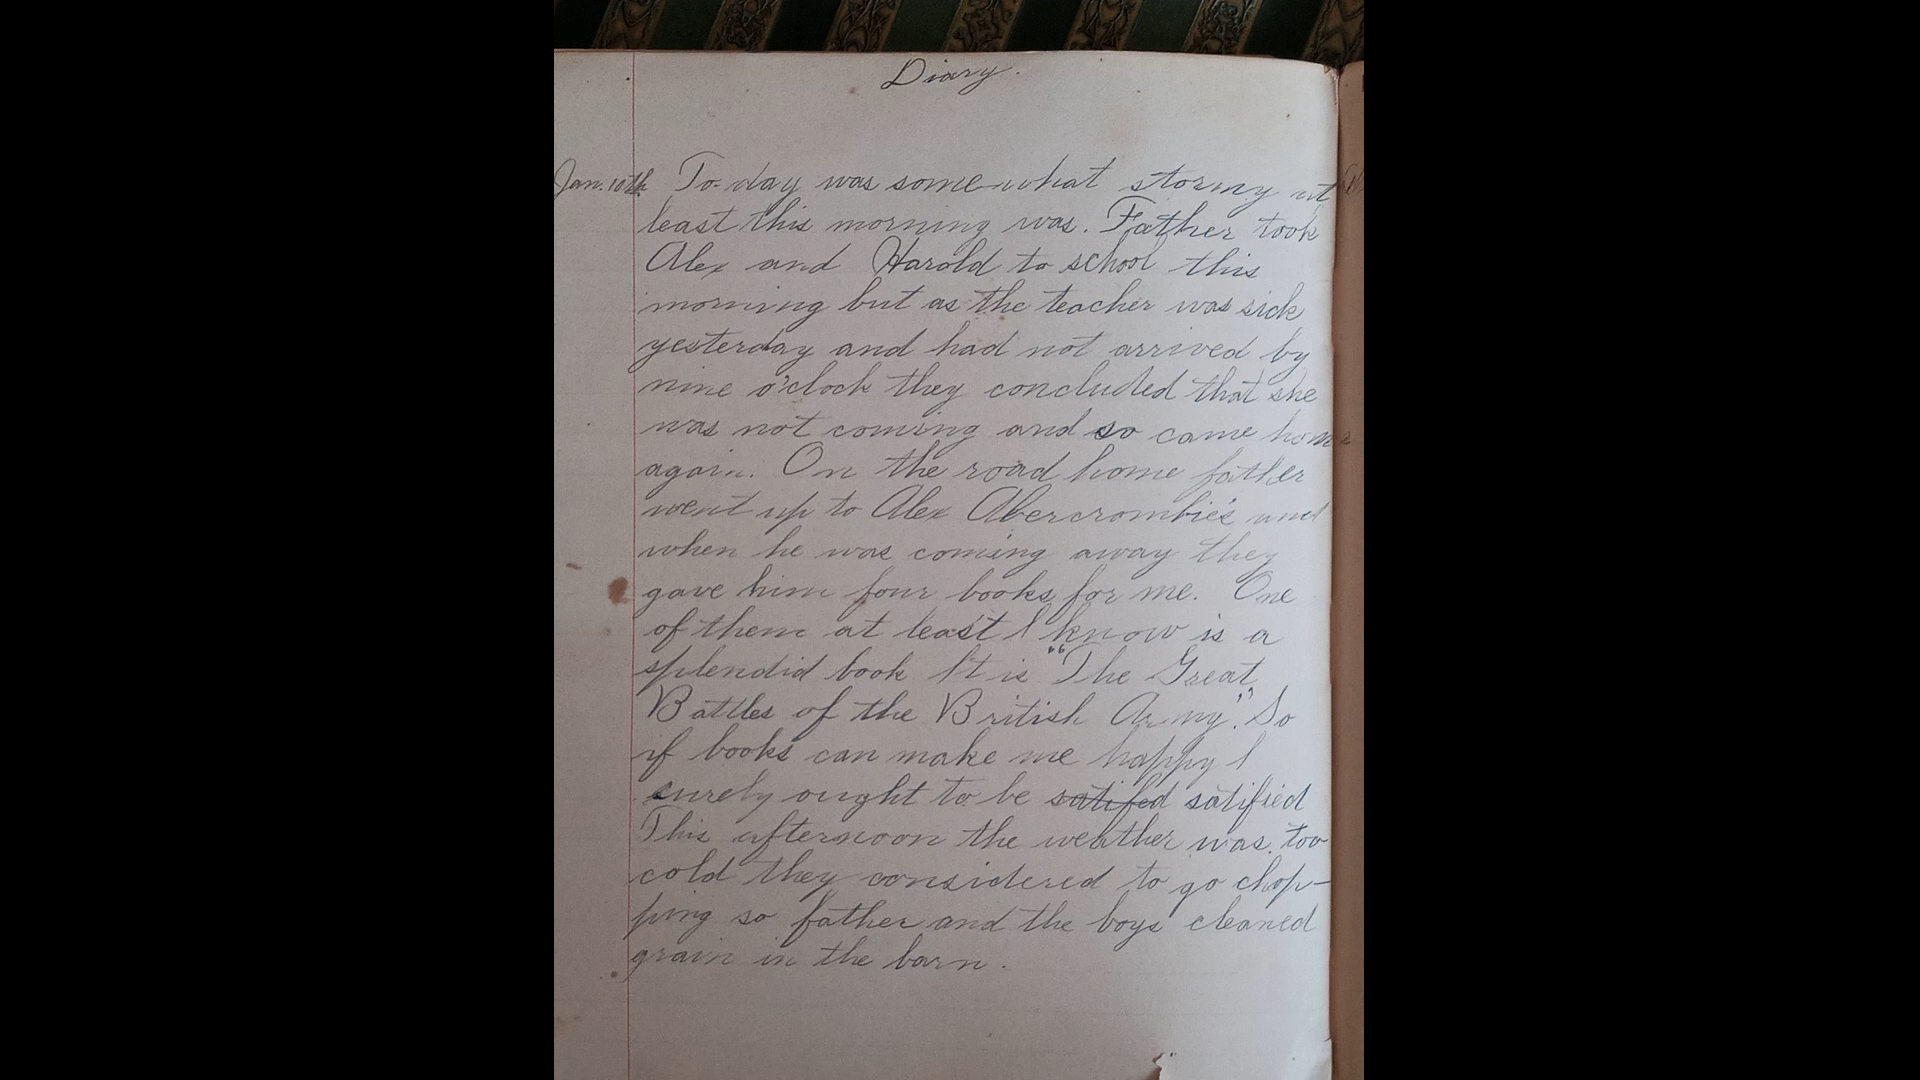 Diary.
Jan. 10th. To-day was some-what stormy at
least this morning was. Father took
Alex and Harold to school this
morning but as the teacher was sick
yesterday and had not arrived by
nine o'clock they concluded that she
was not coming and so came home
again. On the road home father
went up to Alex Abercrombie's and
when he was coming away they
gave him four books for me. One
of them at least I know is a
splendid book It is "The Great
Battles of the British Army". So
if books can make me happy I
surely ought to be satifed satified
This afternoon the weather was too
cold they considered to go chop-
ping so father and the boys cleaned
grain in the barn.